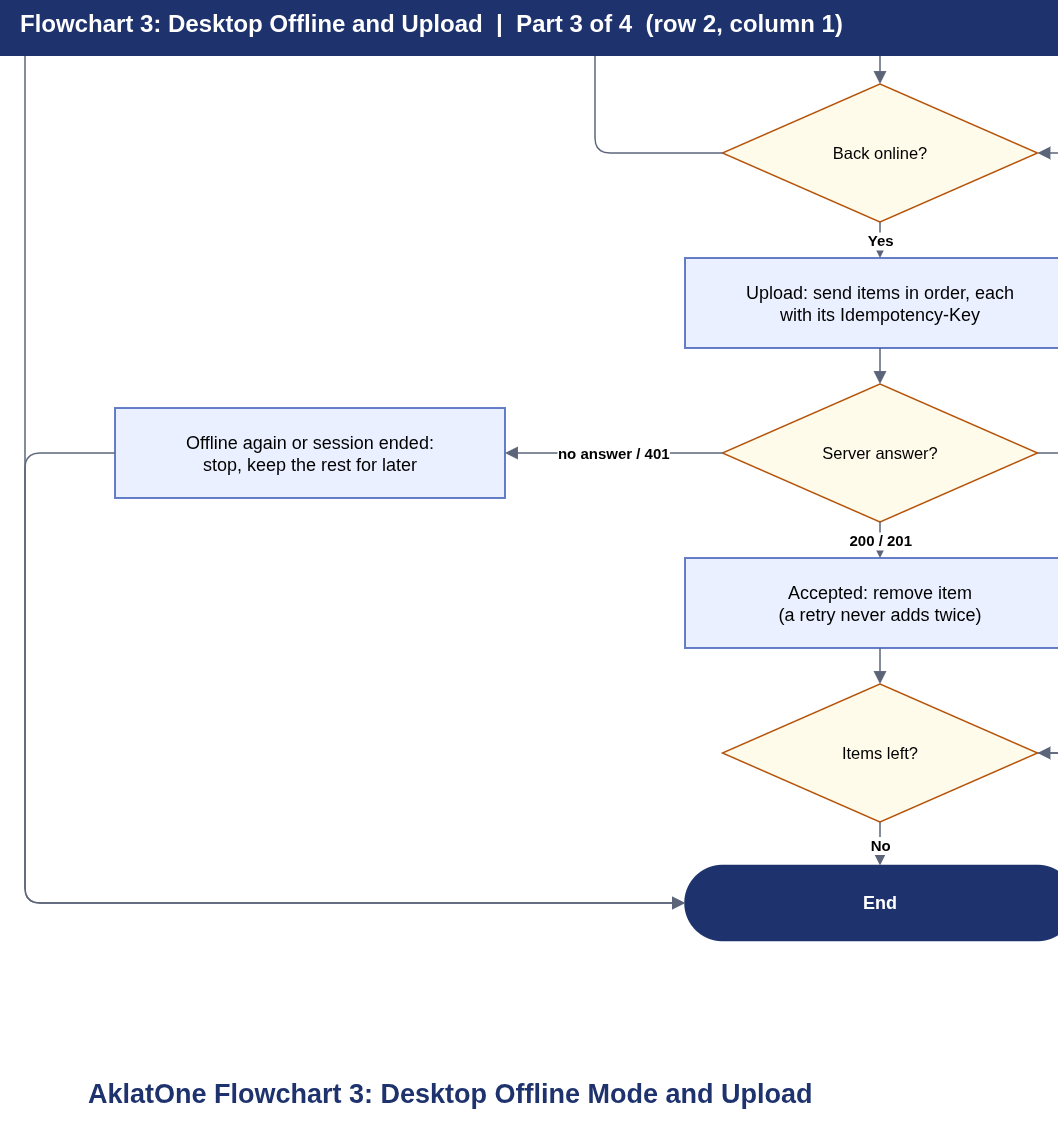 Flowchart 3: Desktop Offline and Upload | Part 3 of 4 (row 2, column 1)
Back online?
Yes
Upload: send items in order, each
with its Idempotency-Key
Offline again or session ended:
stop, keep the rest for later
no answer / 401
Server answer?
200 / 201
Accepted: remove item
(a retry never adds twice)
Items left?
No
End
AklatOne Flowchart 3: Desktop Offline Mode and Upload